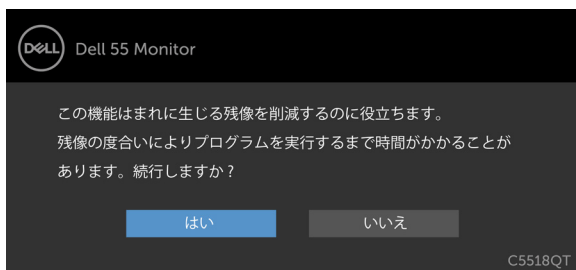 DELL
Dell 55 Monitor
この機能はまれに生じる残像を削減するのに役立ちます。
残像の度合いによりプログラムを実行するまで時間がかかることが
あります。続行しますか？
はい
いいえ
C5518QT